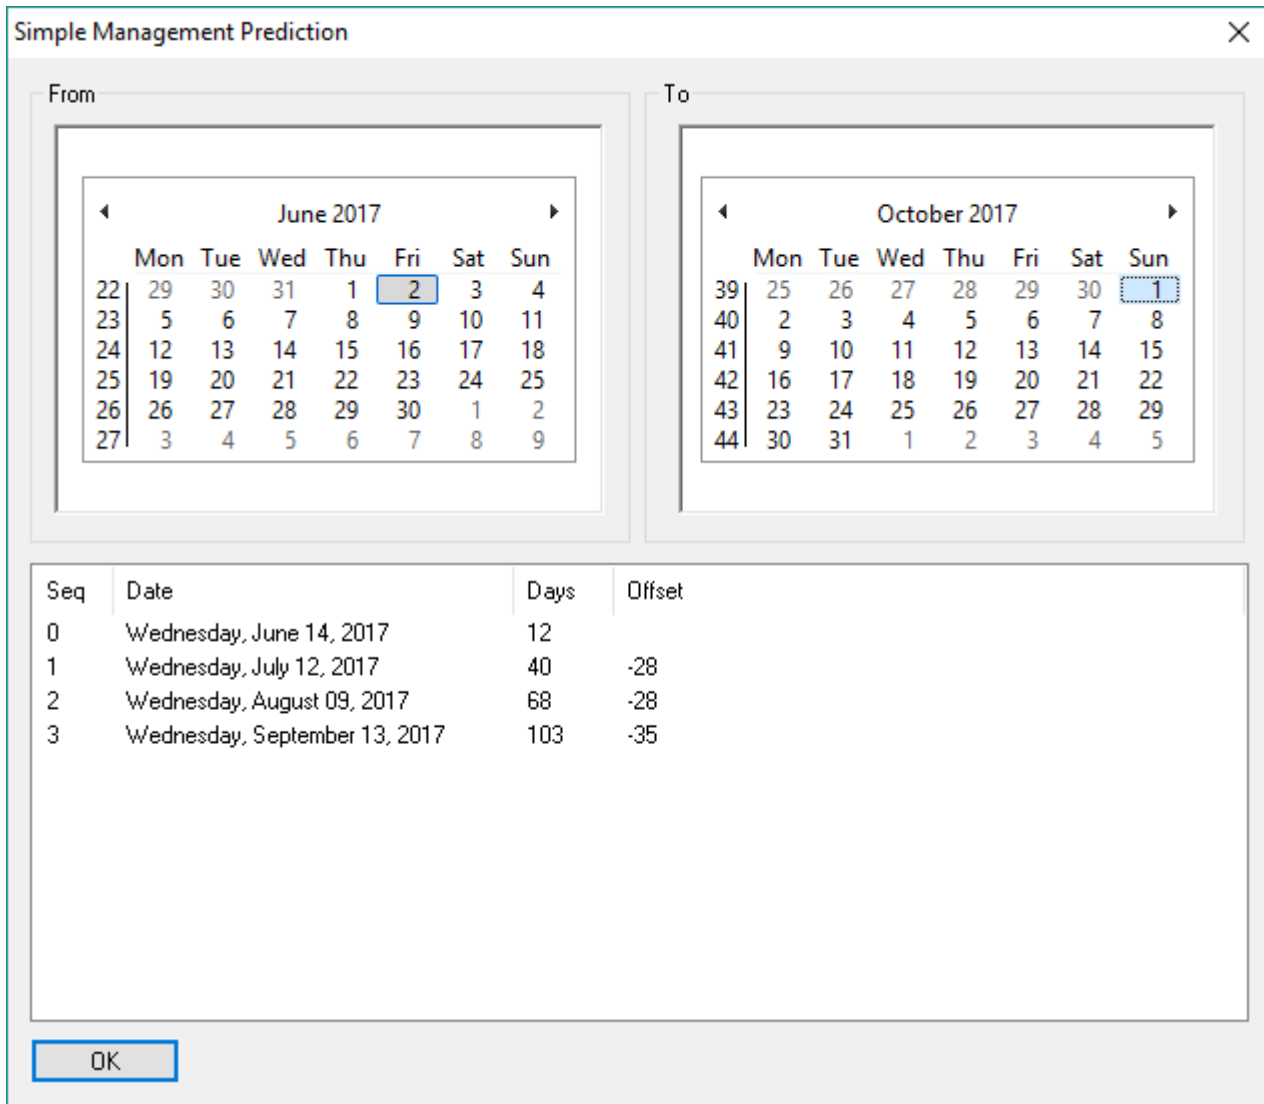 Simple Management Prediction
From
June 2017
Mon Tue Wed Thu Fri Sat Sun
22 29 30 31 1 2 3 4
23 5 6 7 8 9 10 11
24 12 13 14 15 16 17 18
25 19 20 21 22 23 24 25
26 26 27 28 29 30 1 2
27 3 4 5 6 7 8 9
To
October 2017
Mon Tue Wed Thu Fri Sat Sun
39 25 26 27 28 29 30 1
40 2 3 4 5 6 7 8
41 9 10 11 12 13 14 15
42 16 17 18 19 20 21 22
43 23 24 25 26 27 28 29
44 30 31 1 2 3 4 5
Seq Date Days Offset
0 Wednesday, June 14, 2017 12
1 Wednesday, July 12, 2017 40 -28
2 Wednesday, August 09, 2017 68 -28
3 Wednesday, September 13, 2017 103 -35
OK